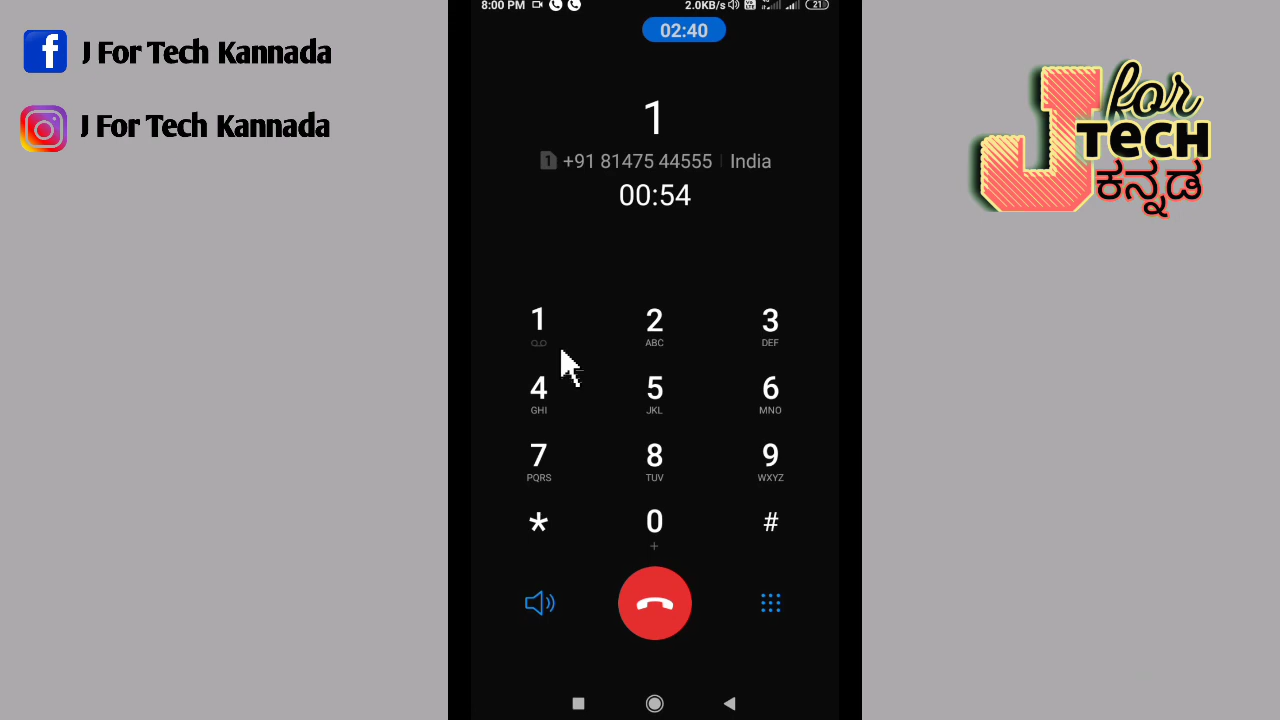 J For Tech Kannada
J For Tech Kannada
8:00 PM 2.0KB/s 21
02:40
1
1 +91 81475 44555 India
00:54
1 2 3
ABC DEF
4 5 6
GHI JKL MNO
7 8 9
PQRS TUV WXYZ
* 0 #
+
J for
TECH
ಕನ್ನಡ